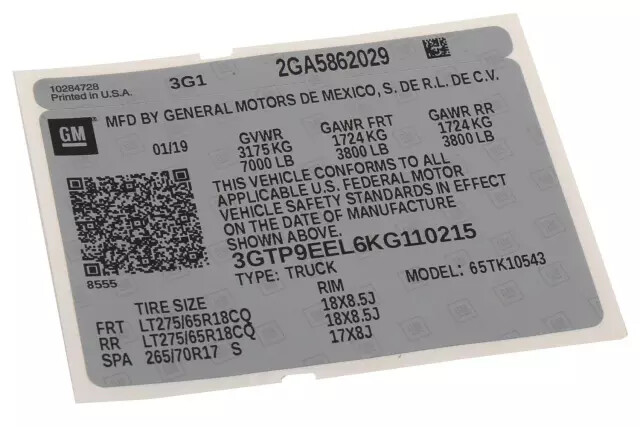 10284728
Printed in U.S.A.
3G1
2GA5862029
GM
MFD BY GENERAL MOTORS DE MEXICO, S. DE R.L. DE C.V.
01/19
GVWR
3175 KG
7000 LB
GAWR FRT
1724 KG
3800 LB
GAWR RR
1724 KG
3800 LB
THIS VEHICLE CONFORMS TO ALL
APPLICABLE U.S. FEDERAL MOTOR
VEHICLE SAFETY STANDARDS IN EFFECT
ON THE DATE OF MANUFACTURE
SHOWN ABOVE.
3GTP9EEL6KG110215
TYPE: TRUCK
MODEL: 65TK10543
8555
TIRE SIZE
RIM
FRT LT275/65R18CQ 18X8.5J
RR LT275/65R18CQ 18X8.5J
SPA 265/70R17 S 17X8J